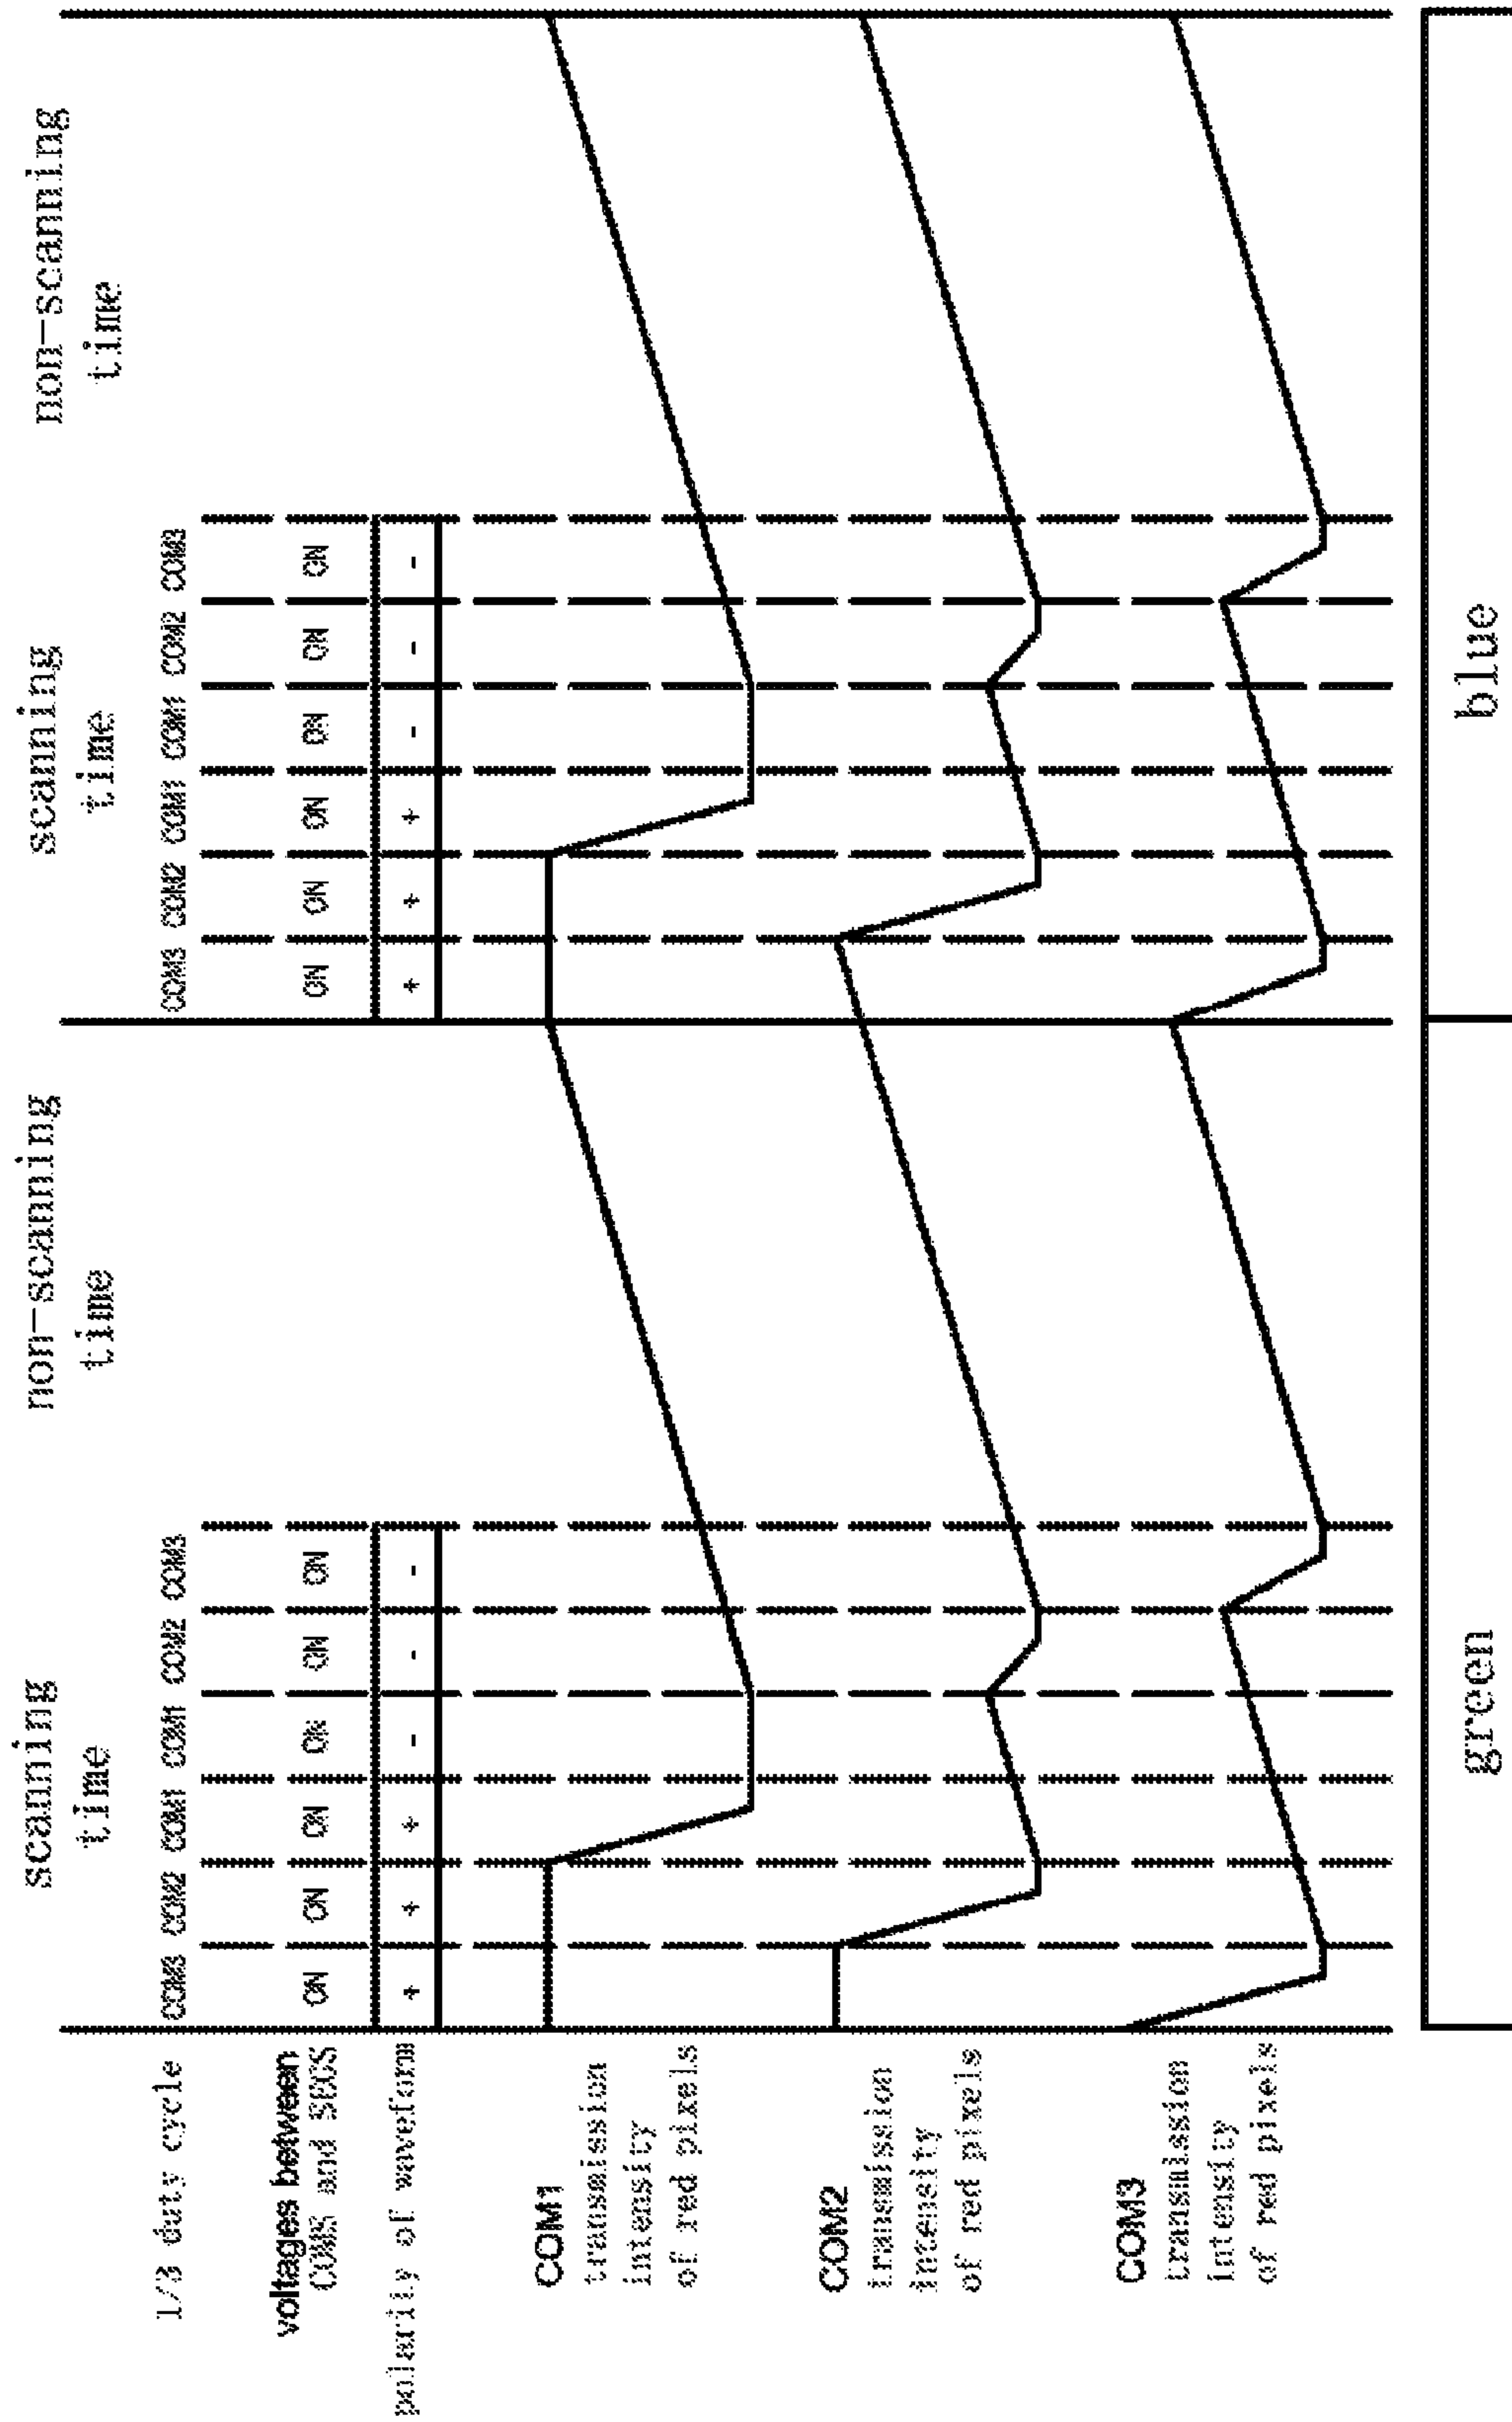 scanning
time
non-scanning
time
scanning
time
non-scanning
time
1/3 duty cycle
COM3 COM2 COM1 COM1 COM2 COM3
COM3 COM2 COM1 COM1 COM2 COM3
voltages between
COMS and SEGS
ON ON ON ON ON ON
ON ON ON ON ON ON
polarity of waveform
+ + + - - -
+ + + - - -
COM1
transmission
intensity
of red pixels
COM2
transmission
intensity
of red pixels
COM3
transmission
intensity
of red pixels
green
blue